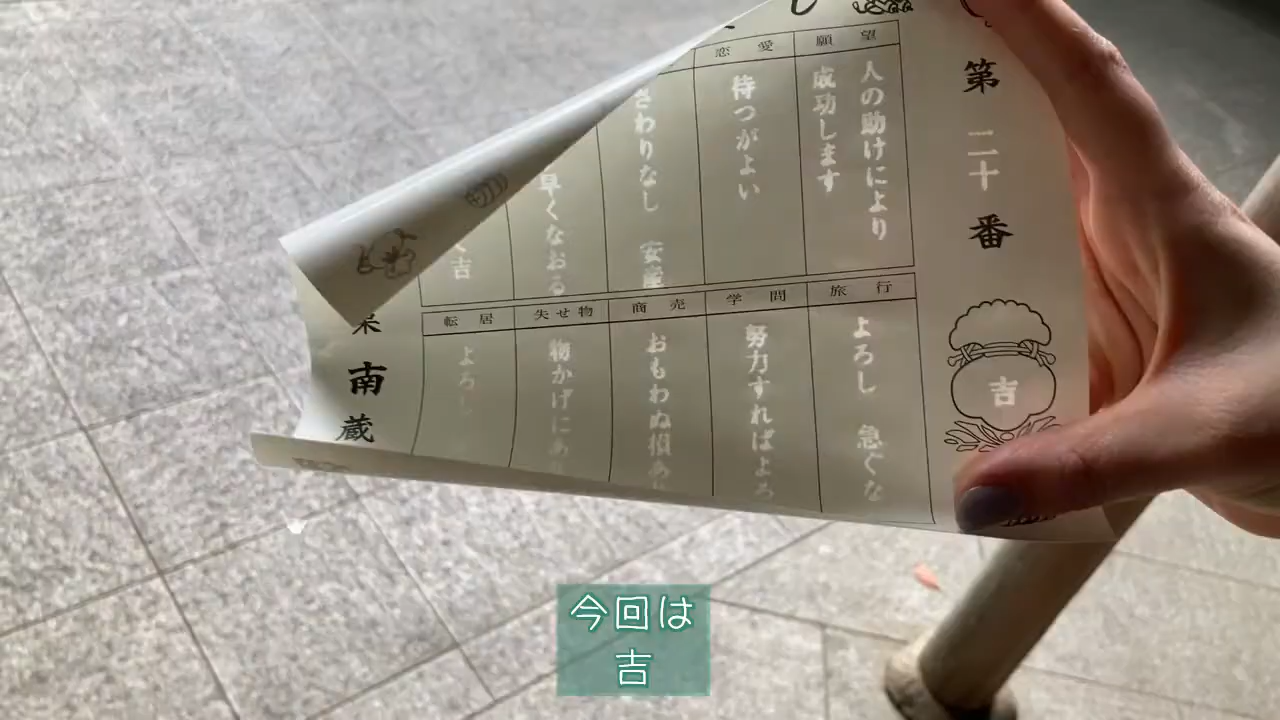 第二十番
吉
願望
人の助けにより
成功します
恋愛
待つがよい
さわりなし 安産
早くなおる
吉
旅行
よろし 急ぐな
学問
努力すればよろ
商売
おもわぬ損あり
失せ物
物かげにあり
転居
よろし
南蔵
今回は
吉